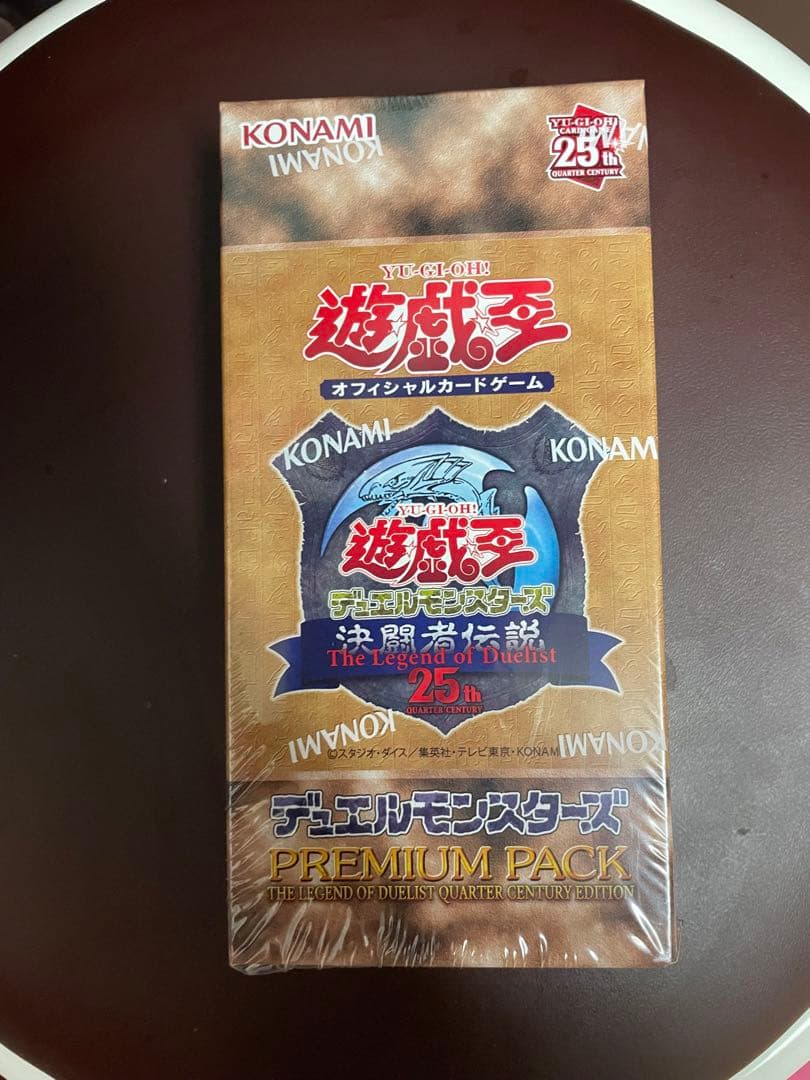 KONAMI
KONAMI
YU-GI-OH!
CARD GAME
25th
QUARTER CENTURY
YU-GI-OH!
遊☆戯☆王
オフィシャルカードゲーム
KONAMI
KONAM
YU-GI-OH!
遊☆戯☆王
デュエルモンスターズ
決闘者伝説
The Legend of Duelist
25th
QUARTER CENTURY
KONAMI
KONAMI
©スタジオ・ダイス/集英社・テレビ東京・KONAMI
デュエルモンスターズ
PREMIUM PACK
THE LEGEND OF DUELIST QUARTER CENTURY EDITION